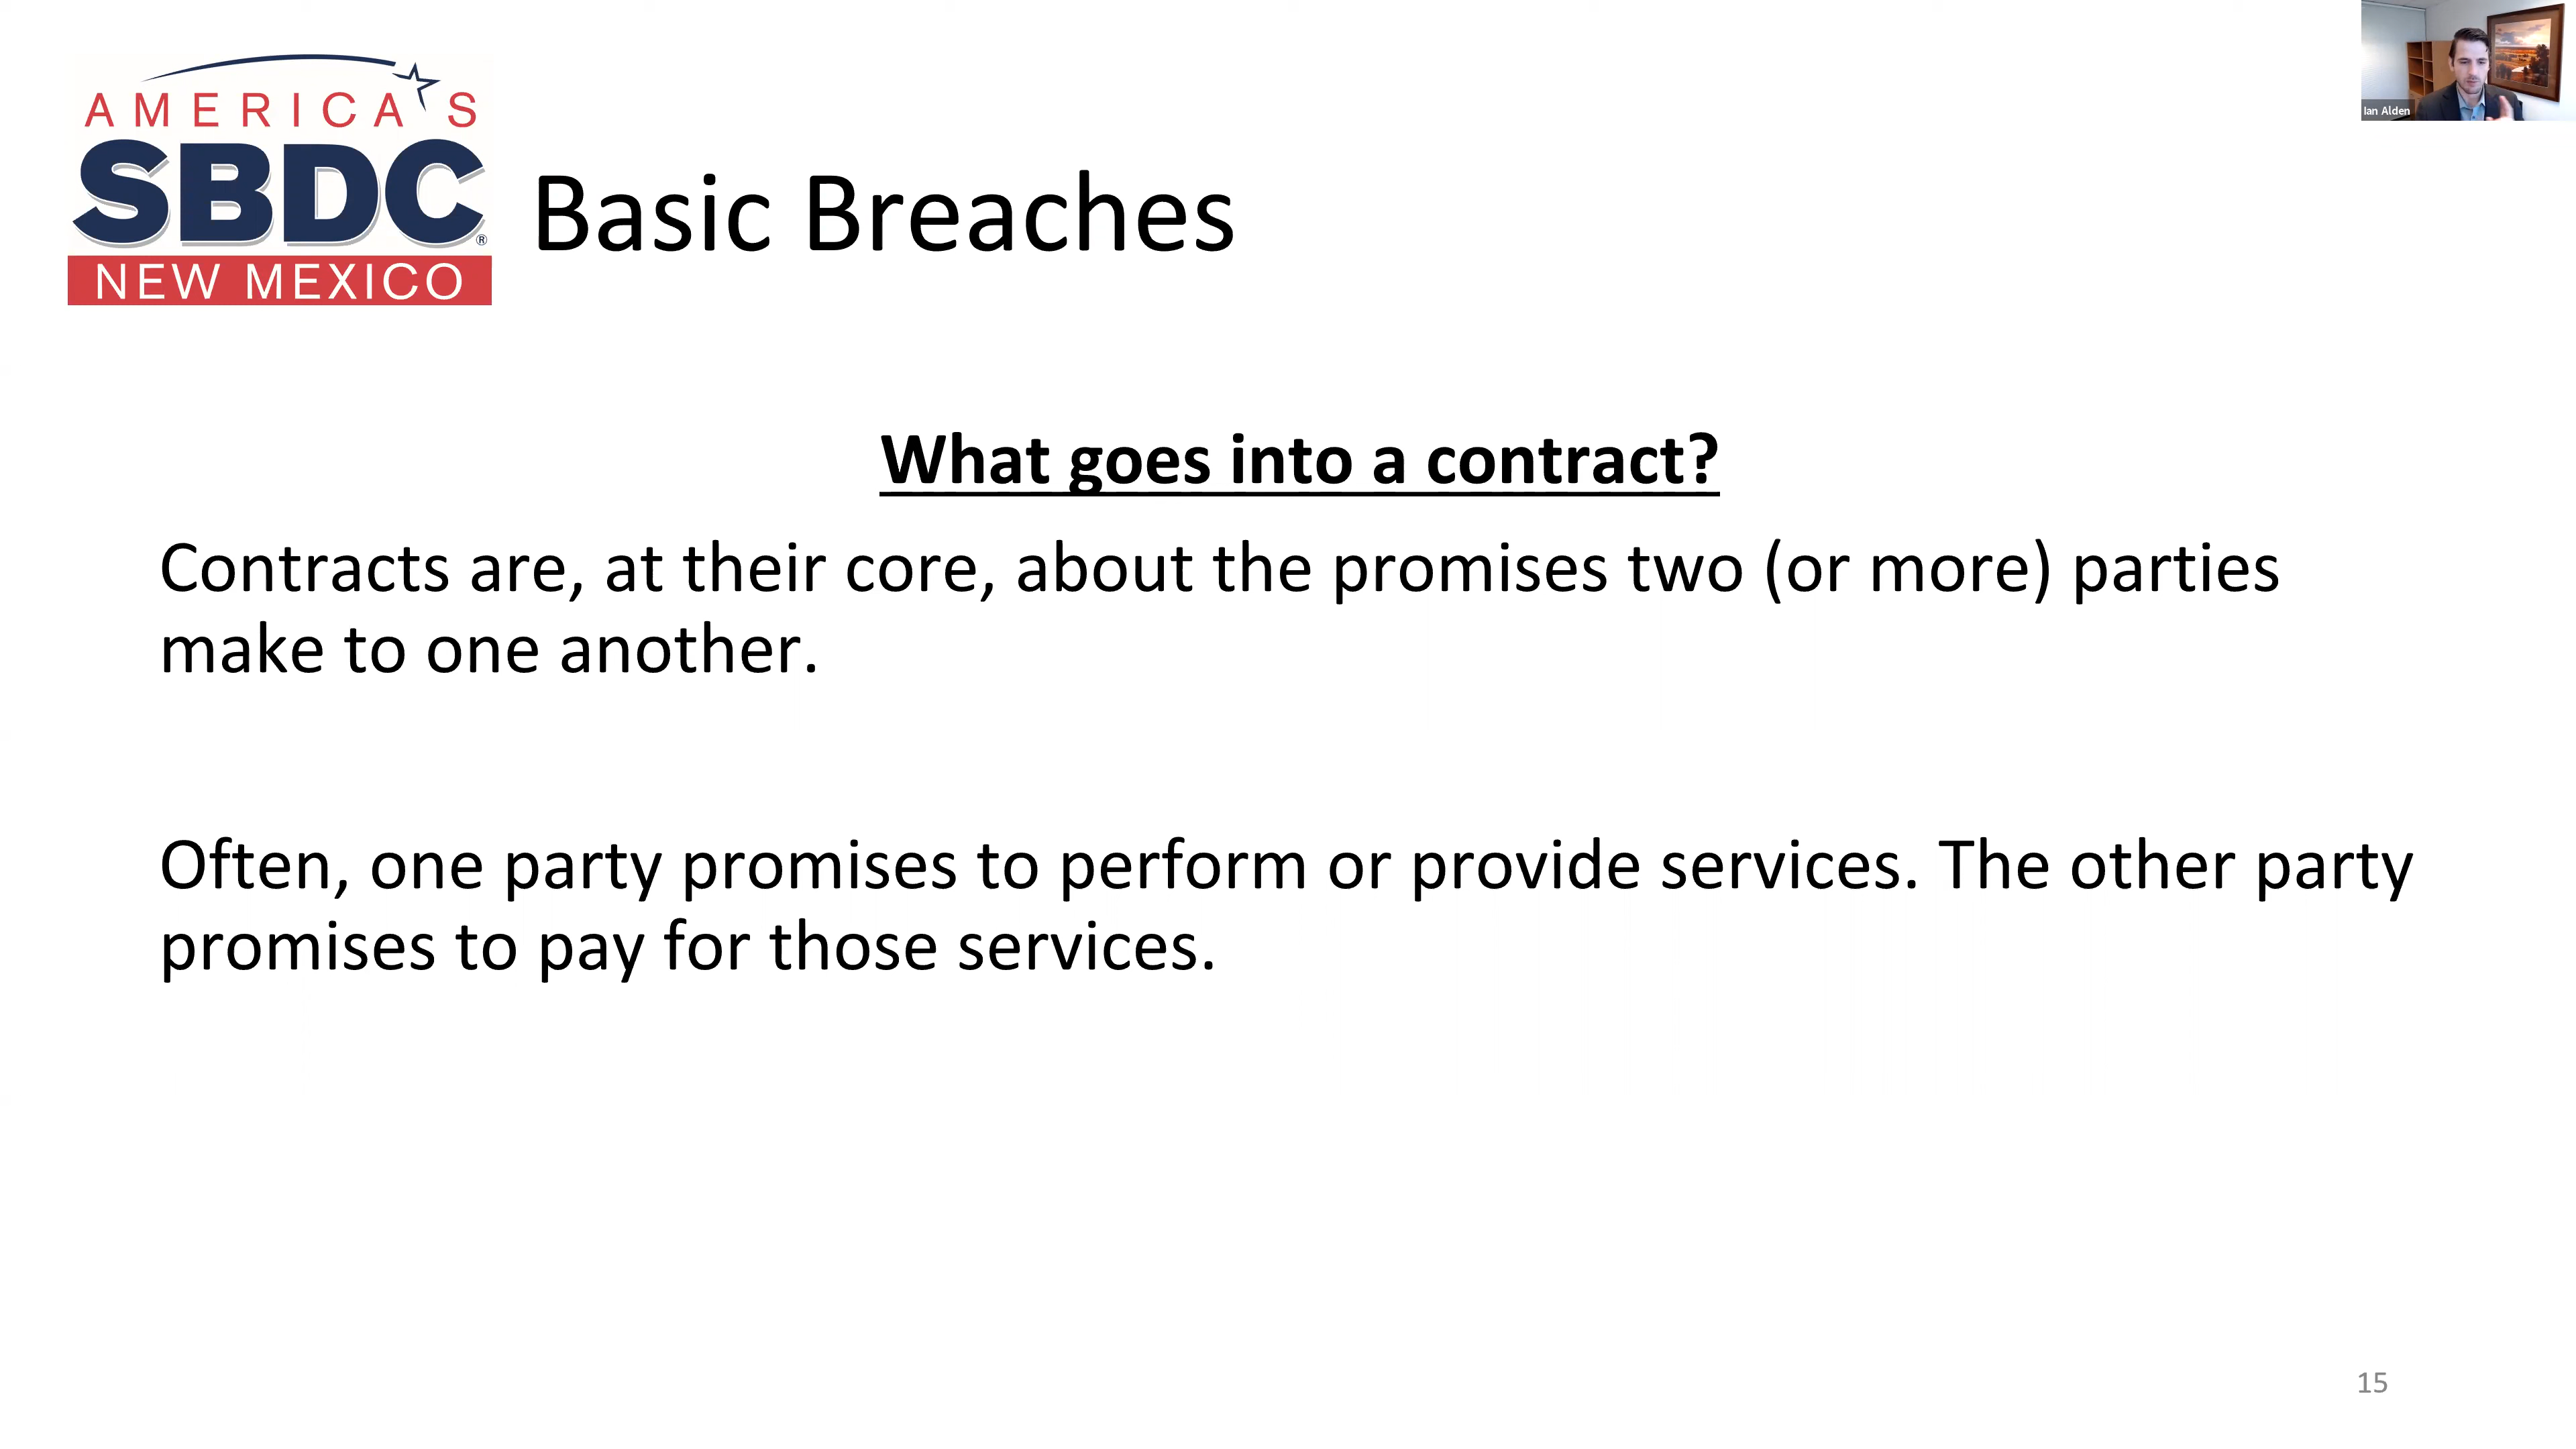 AMERICA'S
SBDC®
NEW MEXICO
Basic Breaches
Ian Alden
What goes into a contract?
Contracts are, at their core, about the promises two (or more) parties
make to one another.
Often, one party promises to perform or provide services. The other party
promises to pay for those services.
15